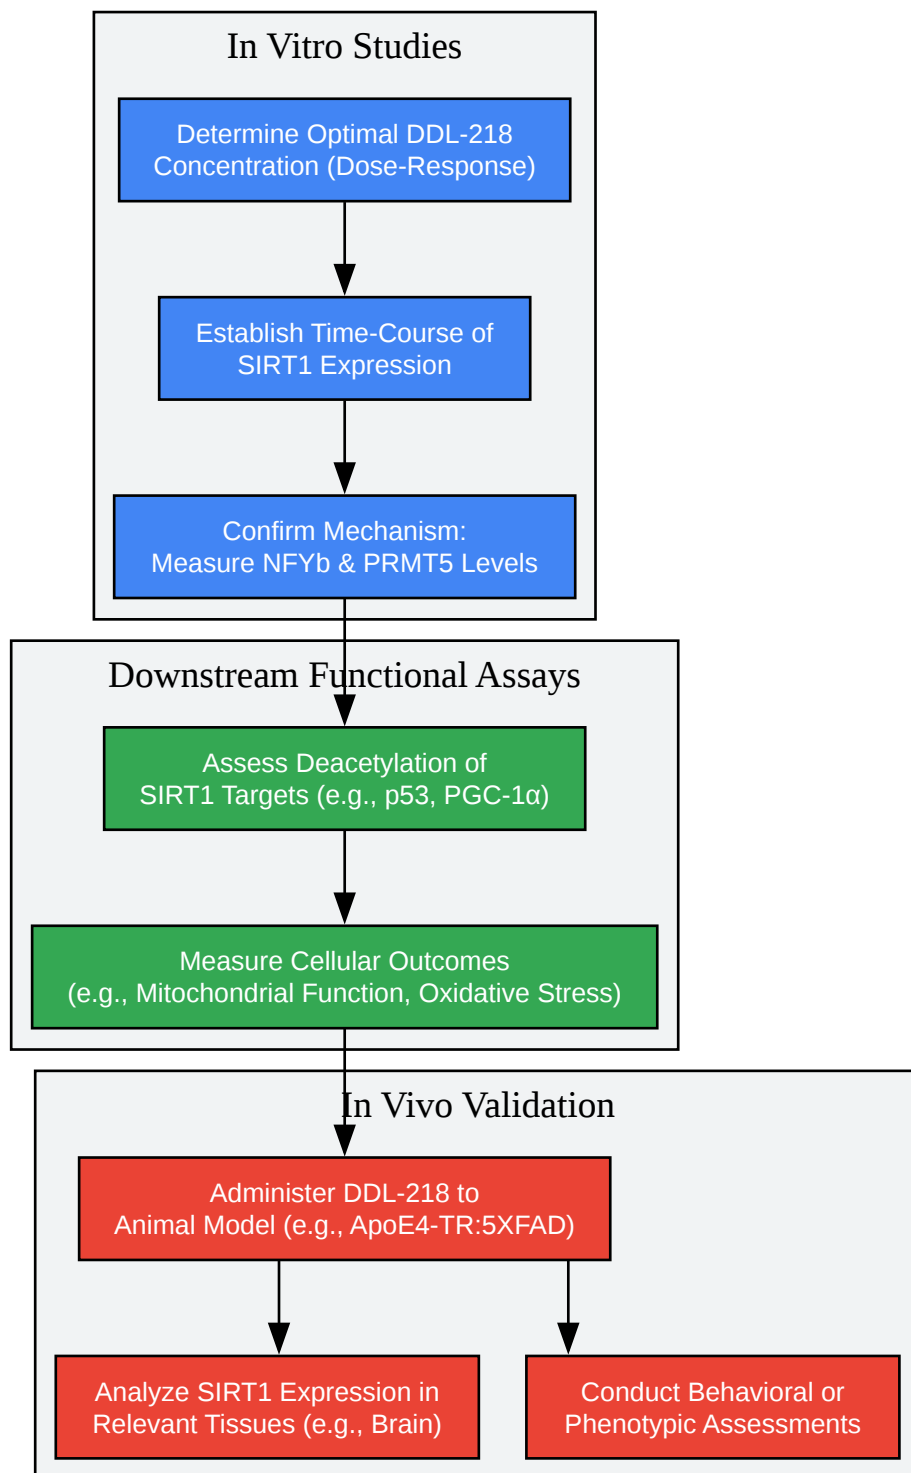 In Vitro Studies
Determine Optimal DDL-218
Concentration (Dose-Response)
Establish Time-Course of
SIRT1 Expression
Confirm Mechanism:
Measure NFYb & PRMT5 Levels
Downstream Functional Assays
Assess Deacetylation of
SIRT1 Targets (e.g., p53, PGC-1α)
Measure Cellular Outcomes
(e.g., Mitochondrial Function, Oxidative Stress)
In Vivo Validation
Administer DDL-218 to
Animal Model (e.g., ApoE4-TR:5XFAD)
Analyze SIRT1 Expression in
Relevant Tissues (e.g., Brain)
Conduct Behavioral or
Phenotypic Assessments